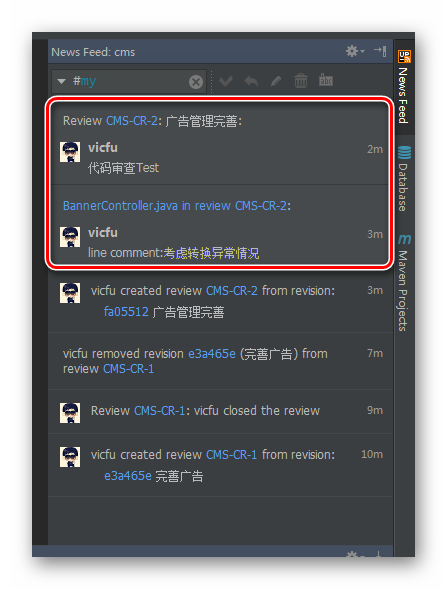 News Feed: cms
#my
Review CMS-CR-2: 广告管理完善:
vicfu
2m
代码审查Test
BannerController.java in review CMS-CR-2:
vicfu
3m
line comment:考虑转换异常情况
vicfu created review CMS-CR-2 from revision:
3m
fa05512 广告管理完善
vicfu removed revision e3a465e (完善广告) from
7m
review CMS-CR-1
Review CMS-CR-1: vicfu closed the review
9m
vicfu created review CMS-CR-1 from revision:
10m
e3a465e 完善广告
News Feed
Database
Maven Projects